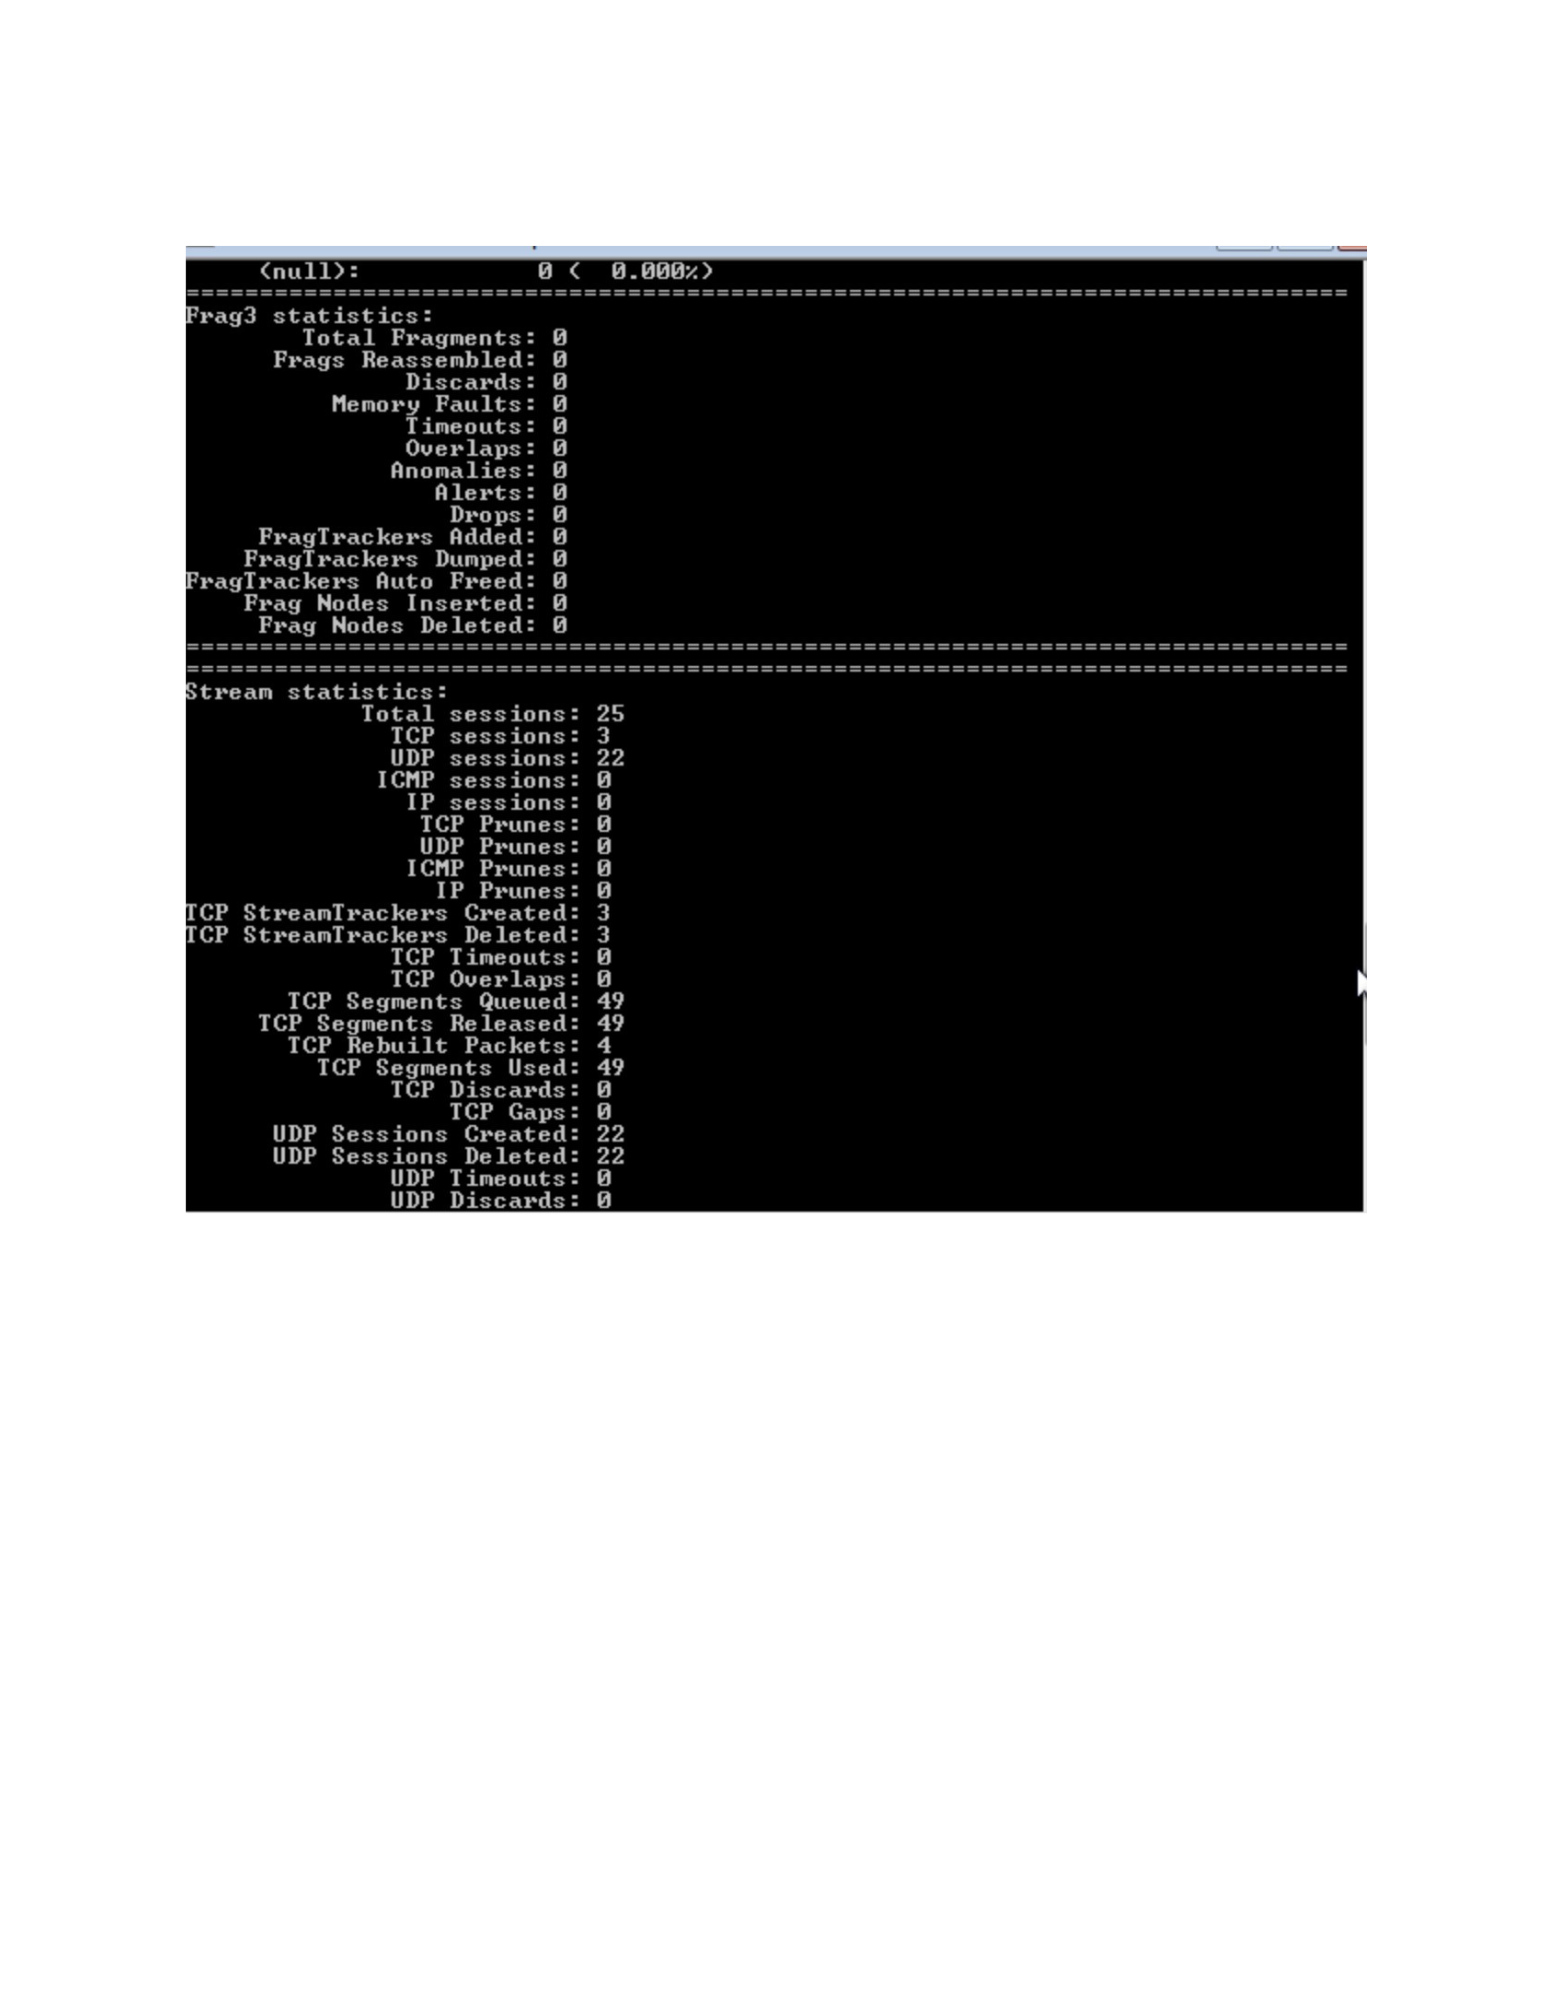 (null):            0 (  0.000%)
===============================================================================
Frag3 statistics:
        Total Fragments: 0
      Frags Reassembled: 0
               Discards: 0
          Memory Faults: 0
               Timeouts: 0
               Overlaps: 0
              Anomalies: 0
                 Alerts: 0
                  Drops: 0
     FragTrackers Added: 0
    FragTrackers Dumped: 0
FragTrackers Auto Freed: 0
    Frag Nodes Inserted: 0
     Frag Nodes Deleted: 0
===============================================================================
===============================================================================
Stream statistics:
            Total sessions: 25
              TCP sessions: 3
              UDP sessions: 22
             ICMP sessions: 0
               IP sessions: 0
                TCP Prunes: 0
                UDP Prunes: 0
               ICMP Prunes: 0
                 IP Prunes: 0
TCP StreamTrackers Created: 3
TCP StreamTrackers Deleted: 3
              TCP Timeouts: 0
              TCP Overlaps: 0
       TCP Segments Queued: 49
     TCP Segments Released: 49
       TCP Rebuilt Packets: 4
         TCP Segments Used: 49
              TCP Discards: 0
                  TCP Gaps: 0
      UDP Sessions Created: 22
      UDP Sessions Deleted: 22
              UDP Timeouts: 0
              UDP Discards: 0